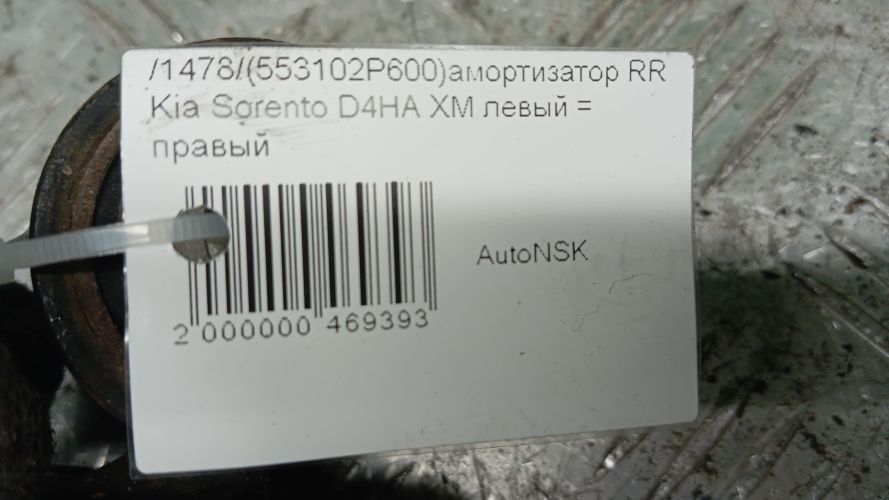 /1478/(553102P600)амортизатор RR
Kia Sorento D4HA XM левый =
правый
AutoNSK
2 000000 469393